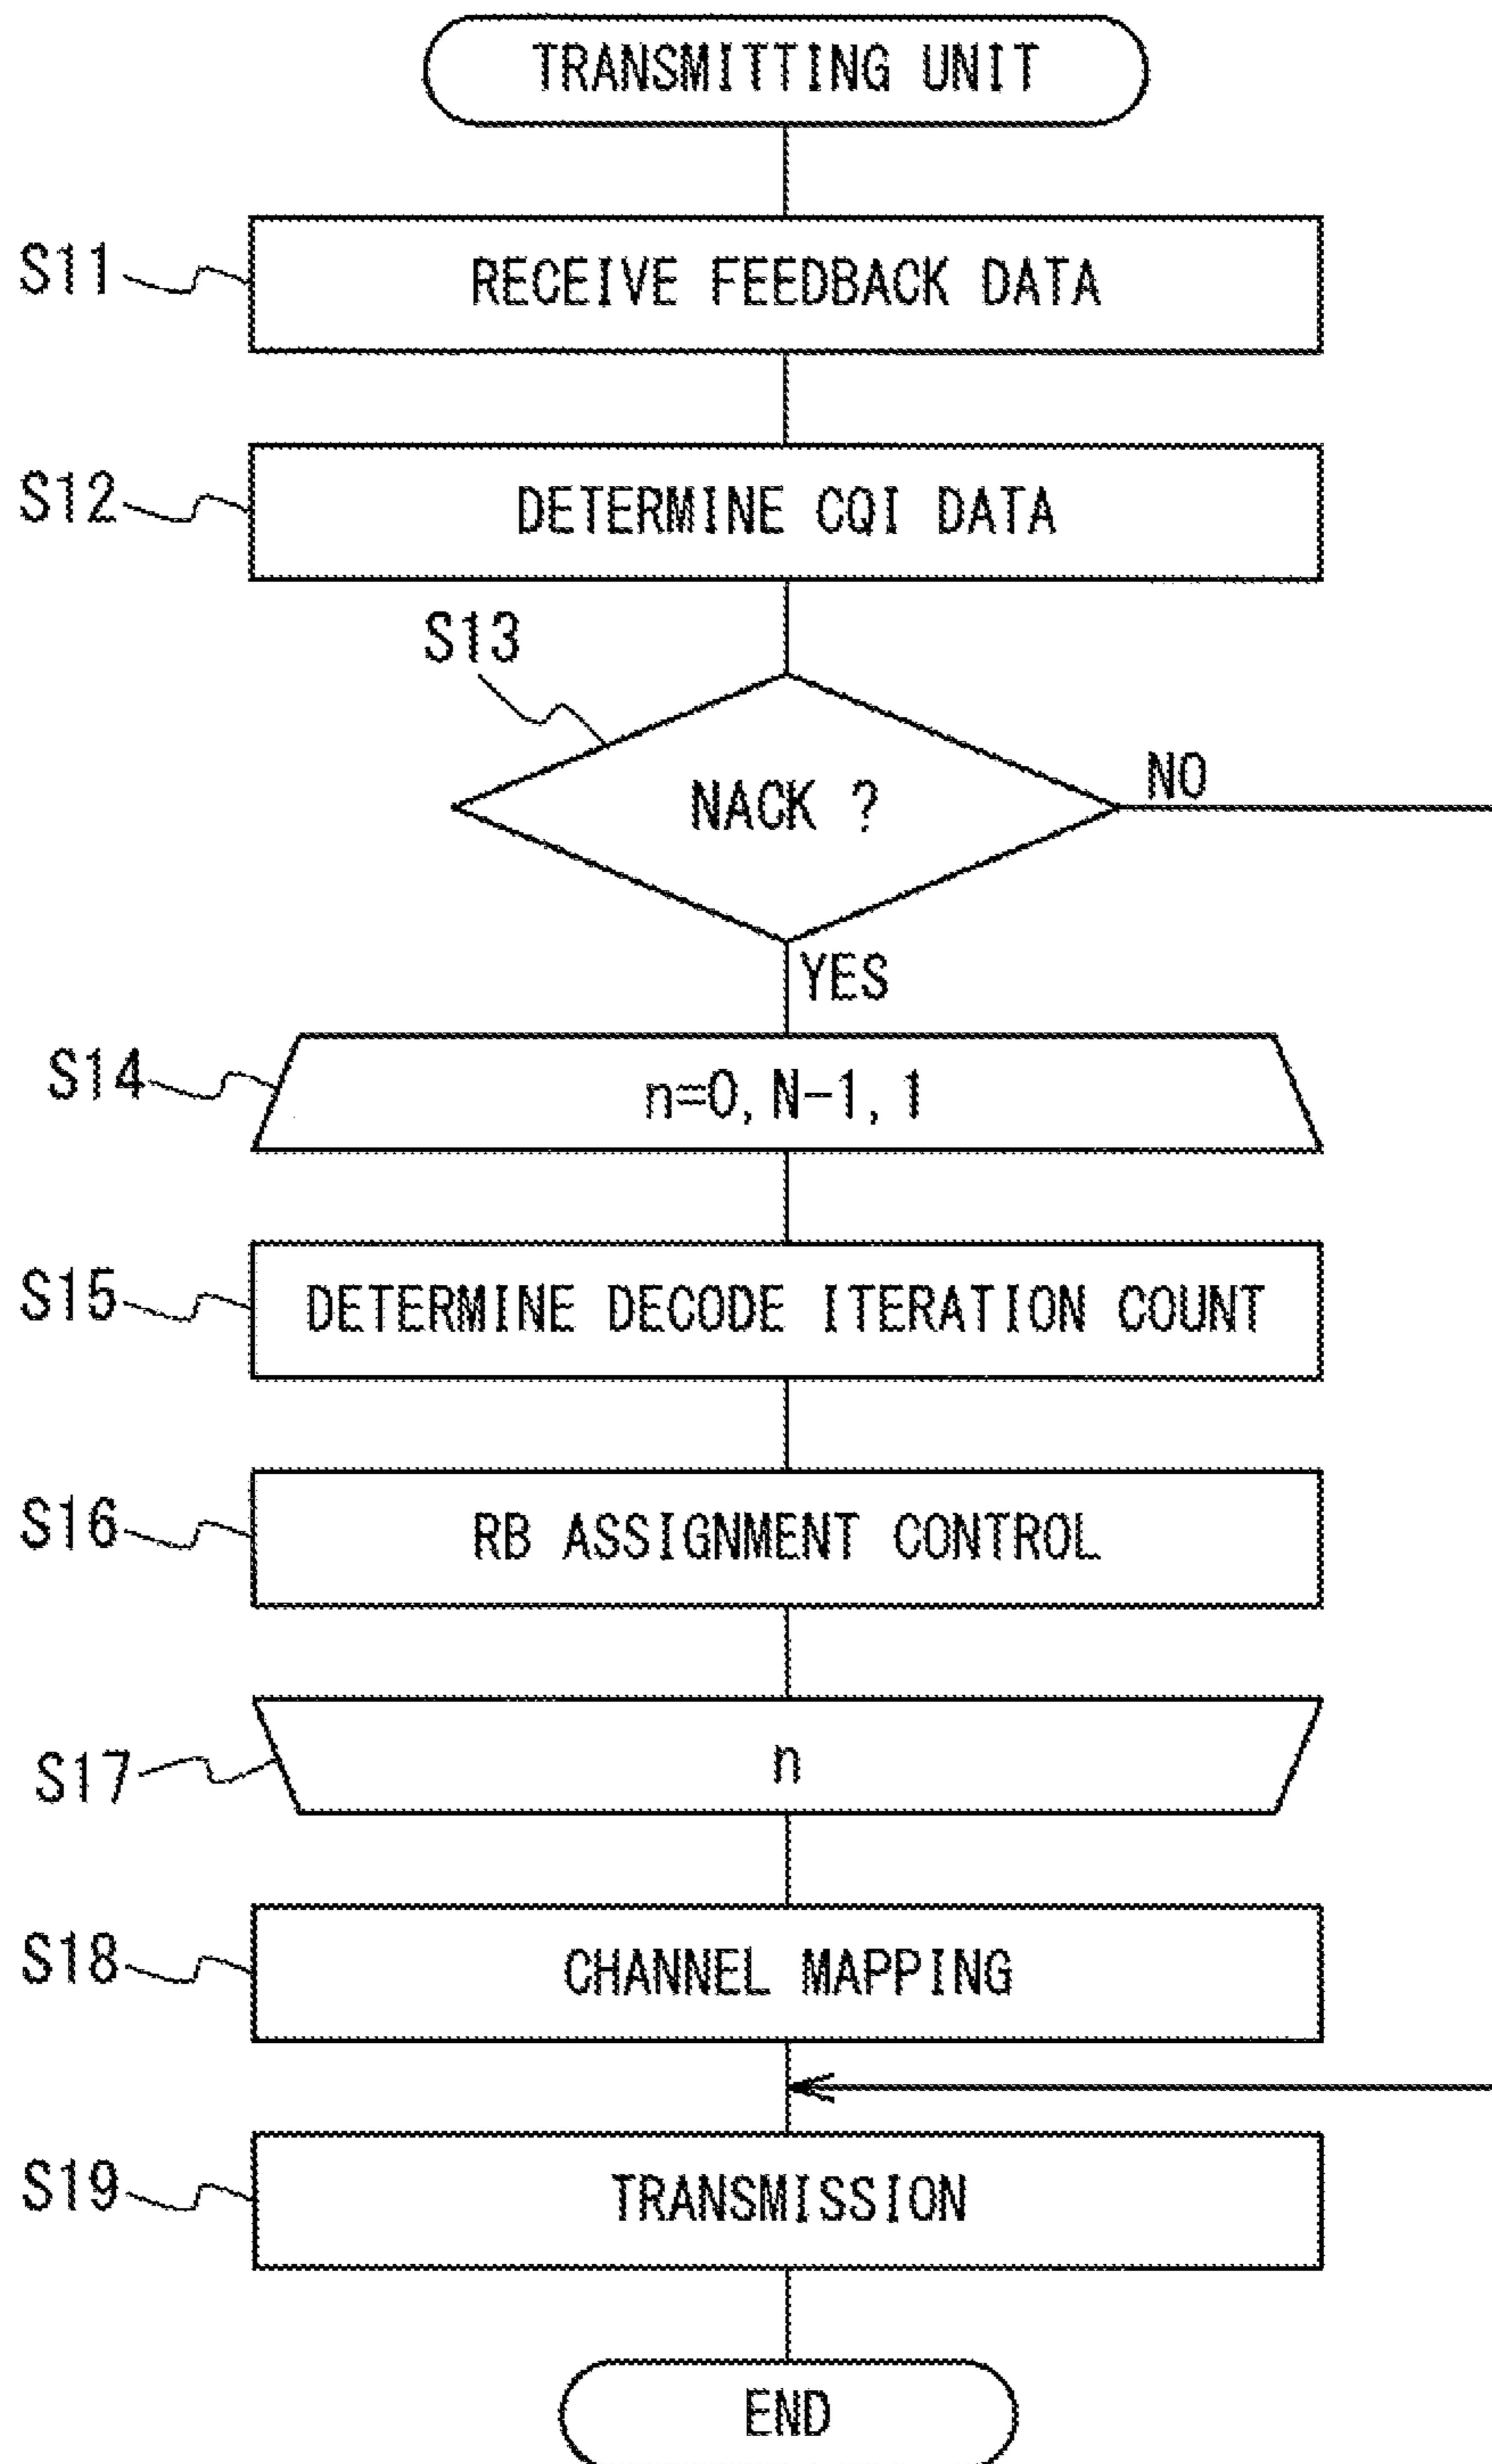 TRANSMITTING UNIT
S11
RECEIVE FEEDBACK DATA
S12
DETERMINE CQI DATA
S13
NACK ?
NO
YES
S14
n=0, N-1, 1
S15
DETERMINE DECODE ITERATION COUNT
S16
RB ASSIGNMENT CONTROL
S17
n
S18
CHANNEL MAPPING
S19
TRANSMISSION
END